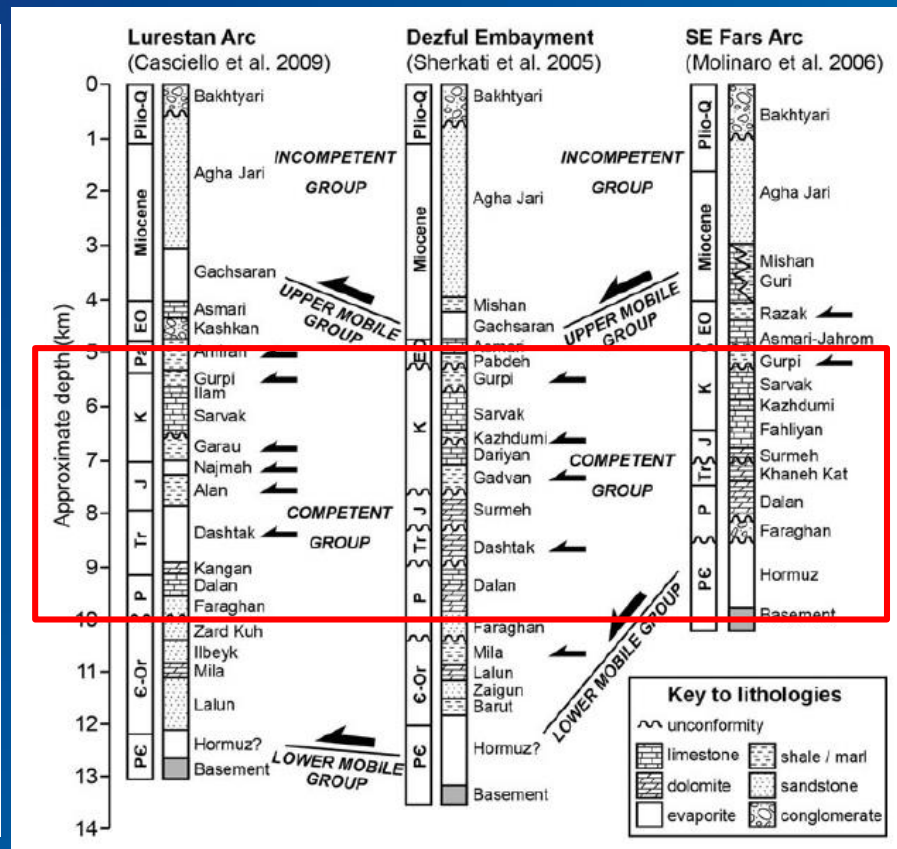 Lurestan Arc
(Casciello et al. 2009)
Dezful Embayment
(Sherkati et al. 2005)
SE Fars Arc
(Molinaro et al. 2006)
Approximate depth (km)
0
1
2
3
4
5
6
7
8
9
10
11
12
13
14
Plio-Q
Miocene
EO
Pa
K
J
Tr
P
Є-Or
PЄ
Bakhtyari
Agha Jari
Gachsaran
Asmari
Kashkan
Amiran
Gurpi
Ilam
Sarvak
Garau
Najmah
Alan
Dashtak
Kangan
Dalan
Faraghan
Zard Kuh
Ilbeyk
Mila
Lalun
Hormuz?
Basement
INCOMPETENT
GROUP
UPPER MOBILE
GROUP
COMPETENT
GROUP
LOWER MOBILE
GROUP
Plio-Q
Miocene
K
J
Tr
P
Є-Or
PЄ
Bakhtyari
Agha Jari
Mishan
Gachsaran
Asmari
Pabdeh
Gurpi
Sarvak
Kazhdumi
Dariyan
Gadvan
Surmeh
Dashtak
Dalan
Faraghan
Mila
Lalun
Zaigun
Barut
Hormuz?
Basement
INCOMPETENT
GROUP
UPPER MOBILE
GROUP
COMPETENT
GROUP
LOWER MOBILE GROUP
Plio-Q
Miocene
EO
K
J
Tr
P
PЄ
Bakhtyari
Agha Jari
Mishan
Guri
Razak
Asmari-Jahrom
Gurpi
Sarvak
Kazhdumi
Fahliyan
Surmeh
Khaneh Kat
Dalan
Faraghan
Hormuz
Basement
Key to lithologies
unconformity
limestone
shale / marl
dolomite
sandstone
evaporite
conglomerate